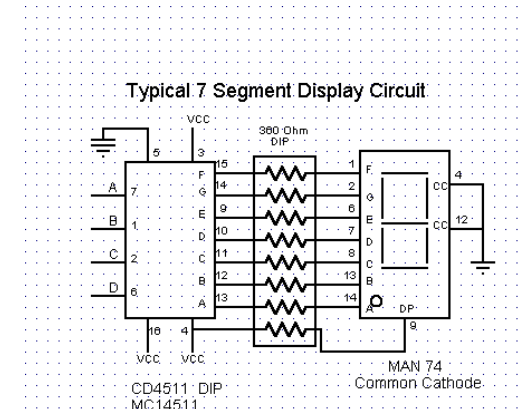 Typical 7 Segment Display Circuit
VCC
360 Ohm
DIP
5 3
15 1 4
F F
A 7 G 14 2 G CC
B 1 E 9 6 E 12
CC
D 10 7 D
C 2 C 11 8 C
D 6 B 12 13 B
A 13 14 A
DP
16 4 9
VCC VCC
MAN 74
Common Cathode
CD4511 DIP
MC14511